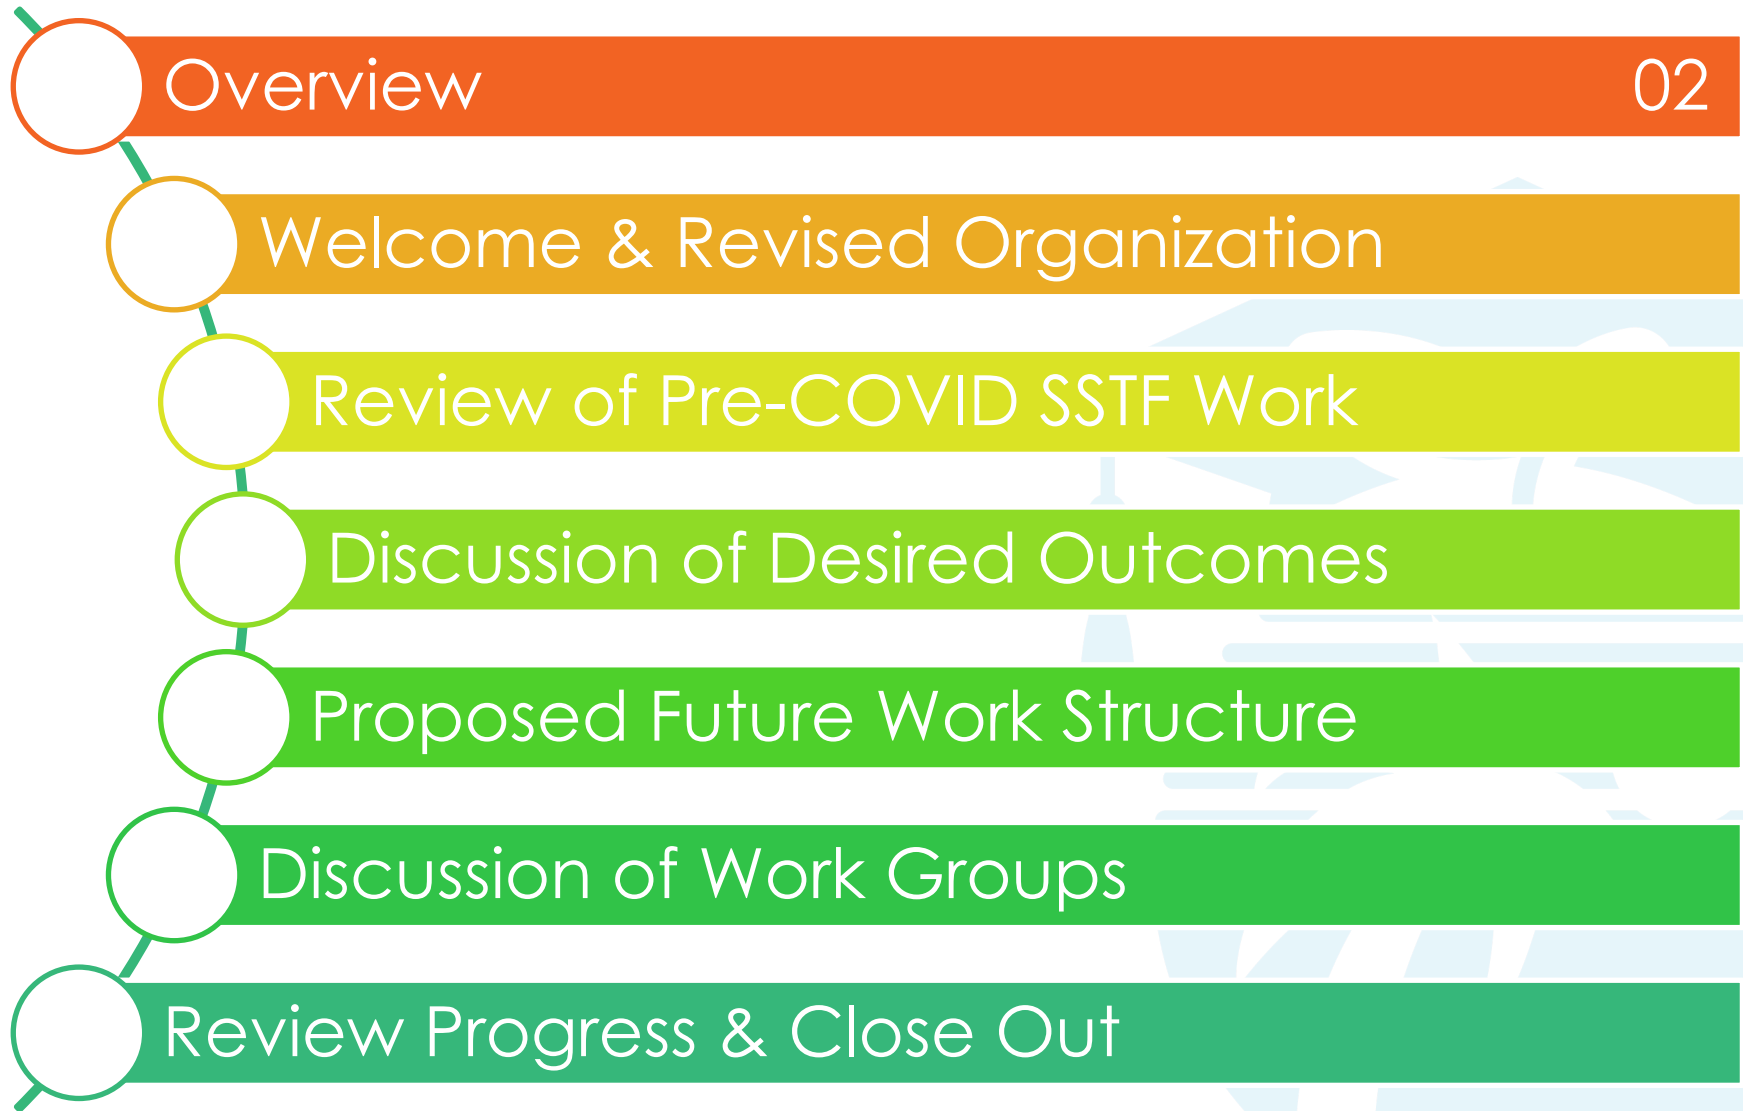 Overview 02
Welcome & Revised Organization
Review of Pre-COVID SSTF Work
Discussion of Desired Outcomes
Proposed Future Work Structure
Discussion of Work Groups
Review Progress & Close Out